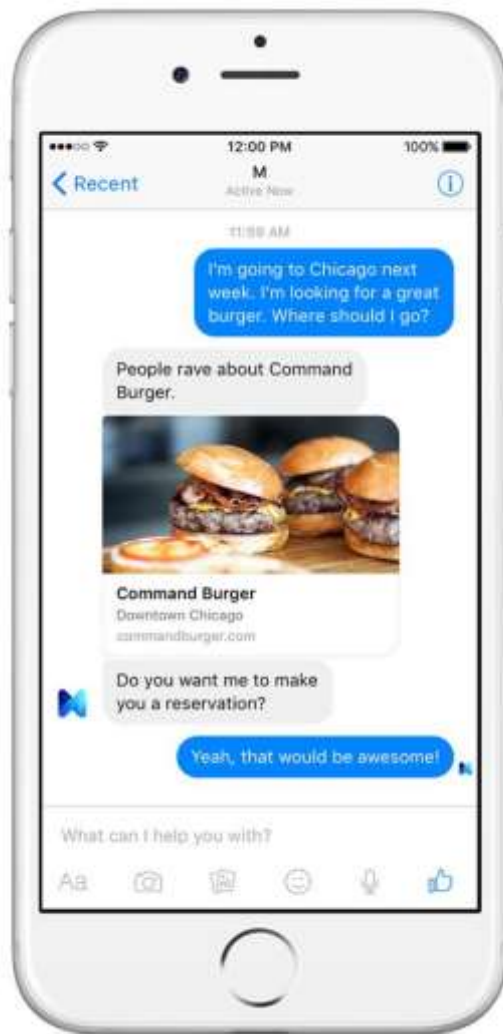 12:00 PM
100%
Recent
M
Active Now
11:59 AM
I'm going to Chicago next
week. I'm looking for a great
burger. Where should I go?
People rave about Command
Burger.
Command Burger
Downtown Chicago
commandburger.com
Do you want me to make
you a reservation?
Yeah, that would be awesome!
What can I help you with?
Aa